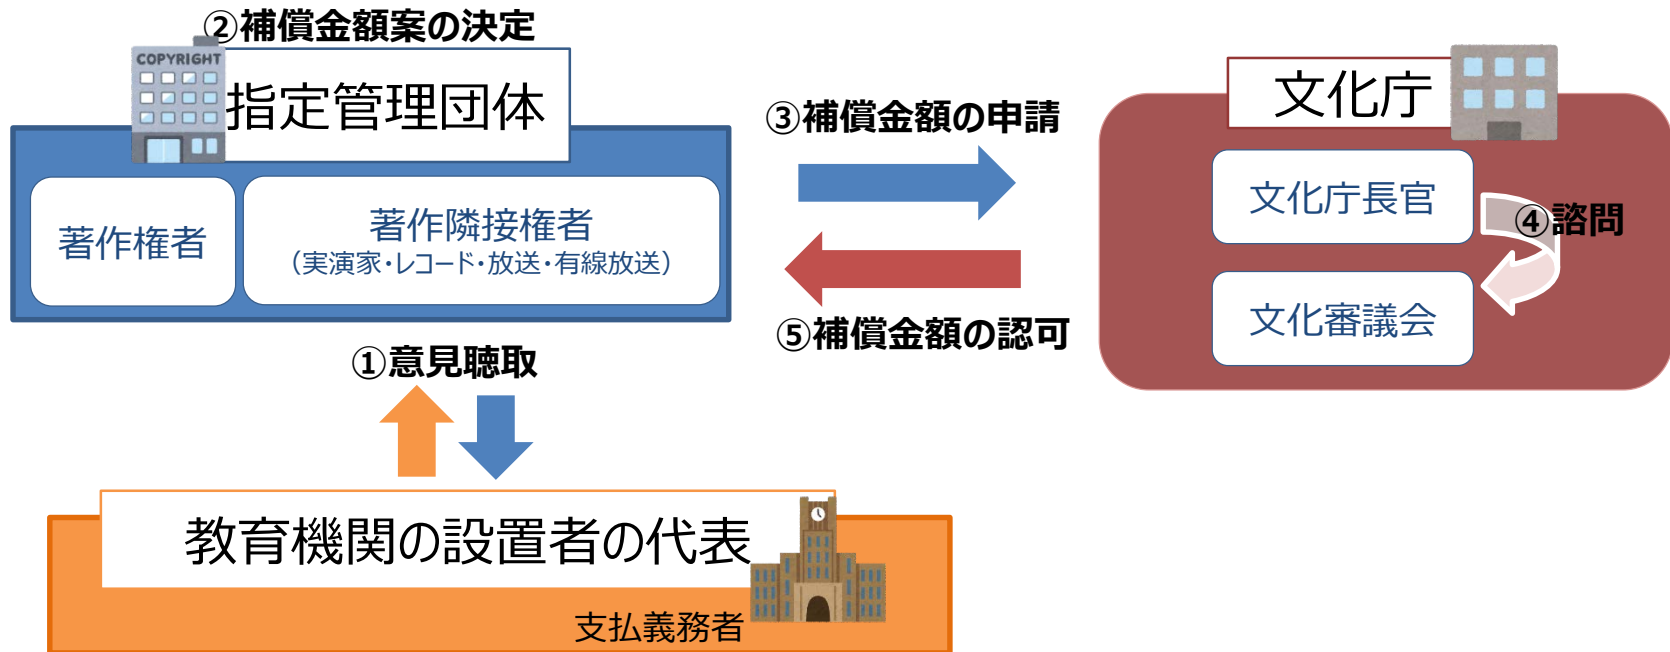 ②補償金額案の決定
COPYRIGHT
指定管理団体
著作権者
著作隣接権者
（実演家・レコード・放送・有線放送）
③補償金額の申請
⑤補償金額の認可
文化庁
文化庁長官
④諮問
文化審議会
①意見聴取
教育機関の設置者の代表
支払義務者